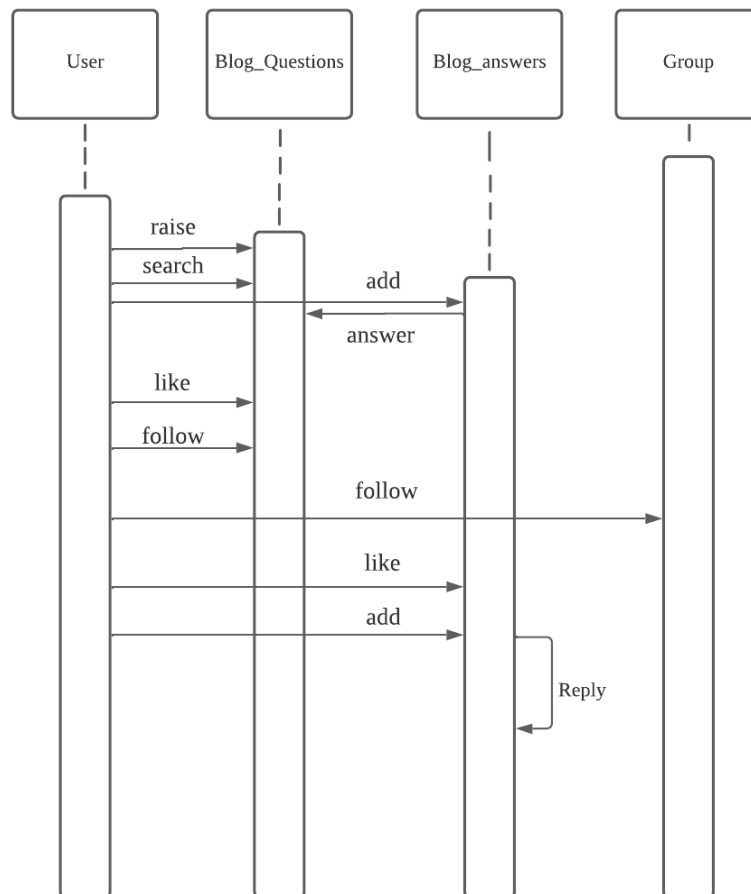 User
Blog_Questions
Blog_answers
Group
raise
search
add
answer
like
follow
follow
like
add
Reply